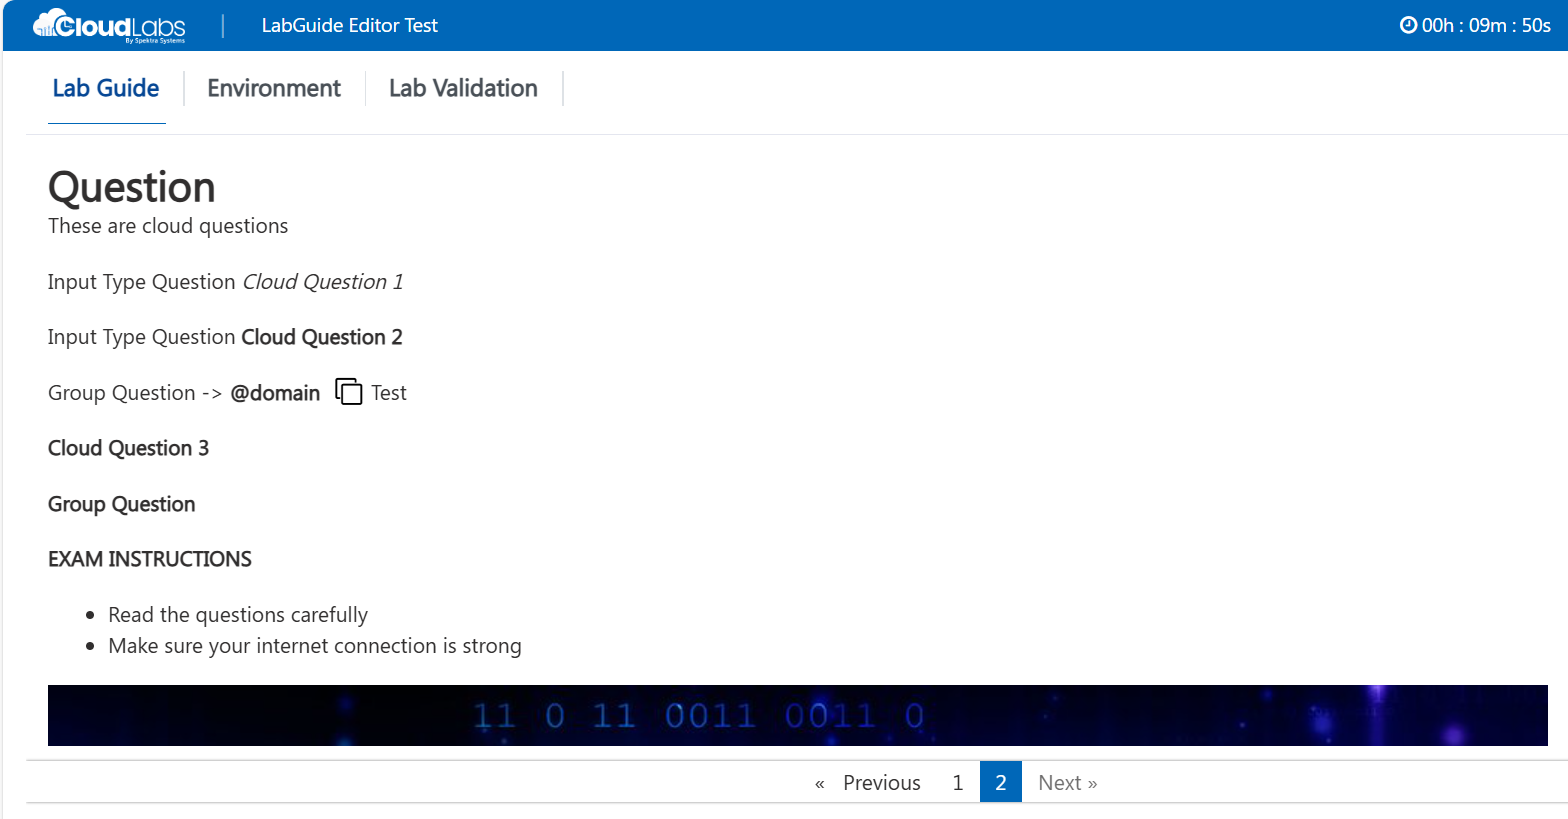 CloudLabs
By Spektra Systems
LabGuide Editor Test
00h : 09m : 50s
Lab Guide
Environment
Lab Validation
Question
These are cloud questions
Input Type Question Cloud Question 1
Input Type Question Cloud Question 2
Group Question -> @domain Test
Cloud Question 3
Group Question
EXAM INSTRUCTIONS
• Read the questions carefully
• Make sure your internet connection is strong
11 0 11 0011 0011 0
« Previous 1 2 Next »